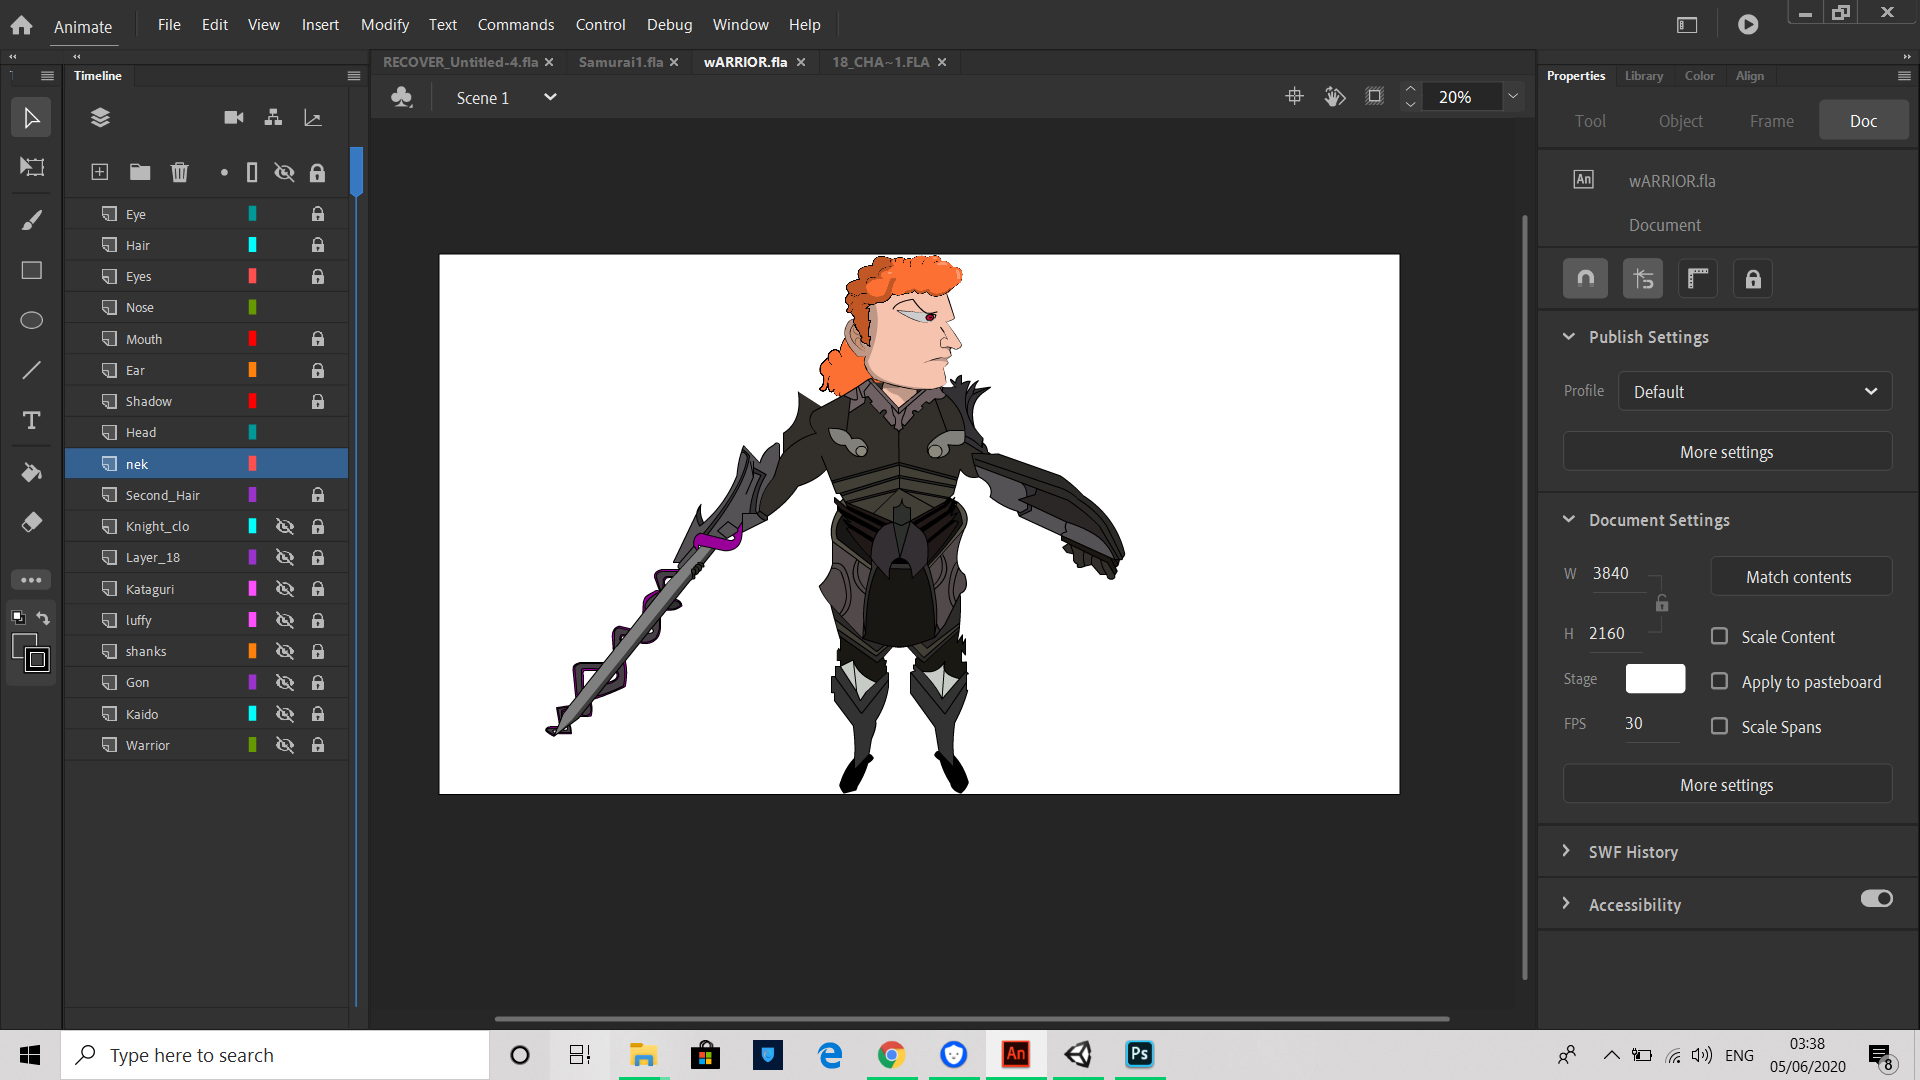 Animate
File Edit View Insert Modify Text Commands Control Debug Window Help
Timeline
RECOVER_Untitled-4.fla
Samurai1.fla
wARRIOR.fla
18_CHA~1.FLA
Properties
Library
Color
Align
Scene 1
20%
Tool
Object
Frame
Doc
Eye
Hair
Eyes
Nose
Mouth
Ear
Shadow
Head
nek
Second_Hair
Knight_clo
Layer_18
Kataguri
luffy
shanks
Gon
Kaido
Warrior
T
An
wARRIOR.fla
Document
Publish Settings
Profile Default
More settings
Document Settings
W 3840
Match contents
H 2160
Scale Content
Stage
Apply to pasteboard
FPS 30
Scale Spans
More settings
SWF History
Accessibility
Type here to search
An
Ps
ENG
03:38
05/06/2020
8